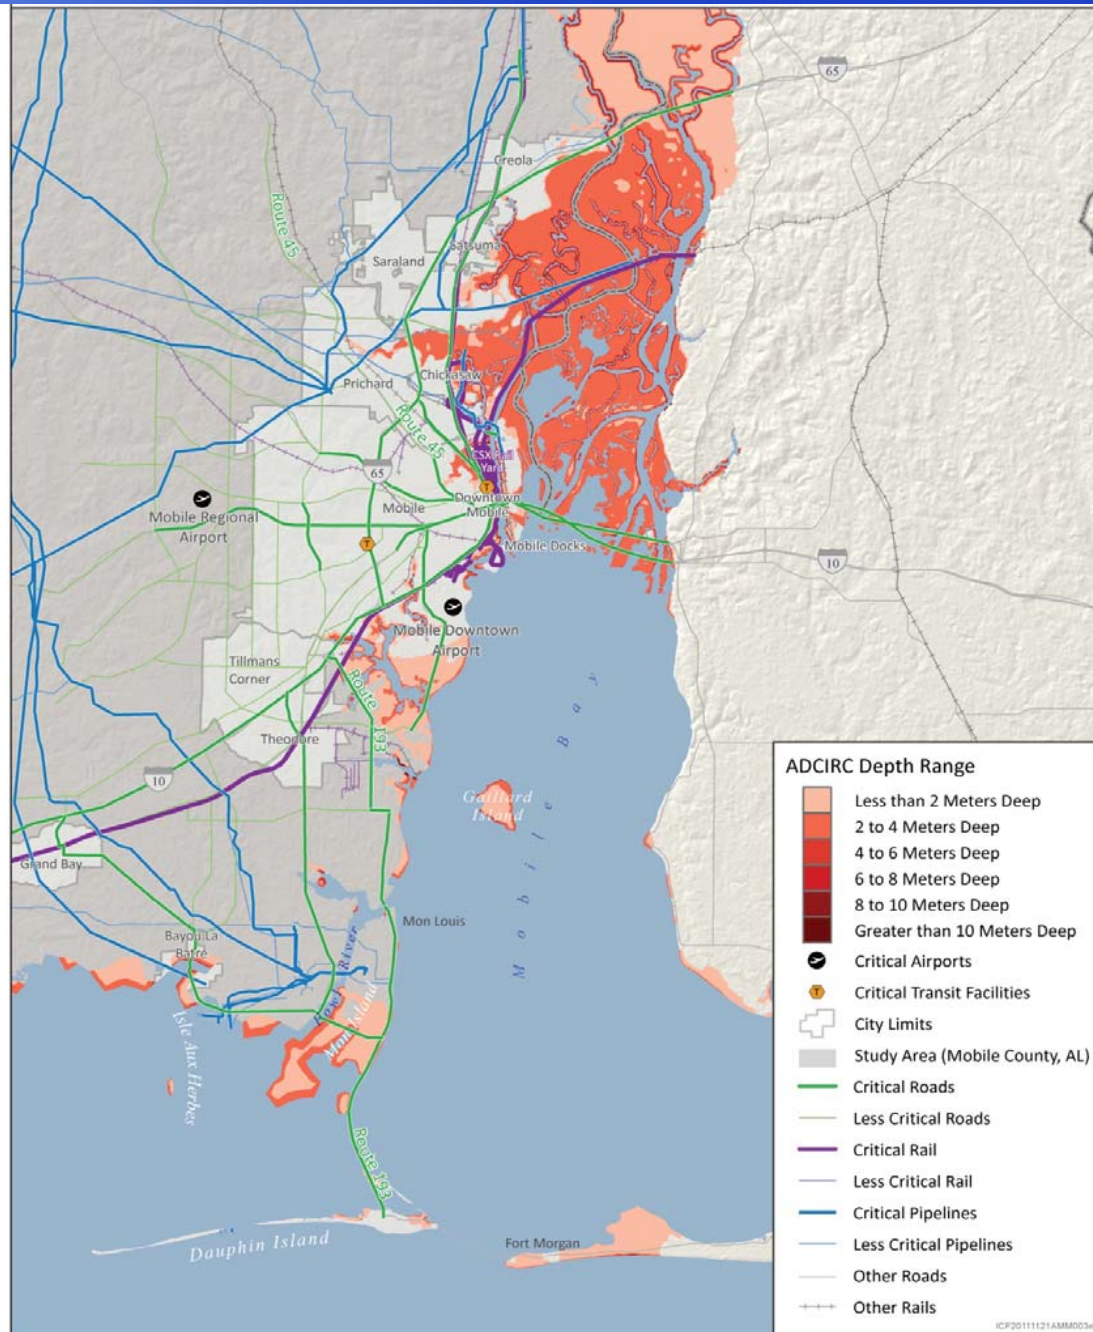 65
Creola
Route 45
Satsuma
Saraland
Chickasaw
Prichard
Route 45
CSX Rail
Yard
65
Downtown
Mobile
Mobile
Mobile Regional
Airport
Mobile Docks
10
Mobile Downtown
Airport
Tillmans
Corner
Route 193
Theodore
Mobile Bay
10
Gaillard
Island
Grand Bay
Mon Louis
Bayou La
Batre
Fowl River
Mon Island
Isle Aux Herbes
Route 193
Dauphin Island
Fort Morgan
ADCIRC Depth Range
Less than 2 Meters Deep
2 to 4 Meters Deep
4 to 6 Meters Deep
6 to 8 Meters Deep
8 to 10 Meters Deep
Greater than 10 Meters Deep
Critical Airports
T Critical Transit Facilities
City Limits
Study Area (Mobile County, AL)
Critical Roads
Less Critical Roads
Critical Rail
Less Critical Rail
Critical Pipelines
Less Critical Pipelines
Other Roads
Other Rails